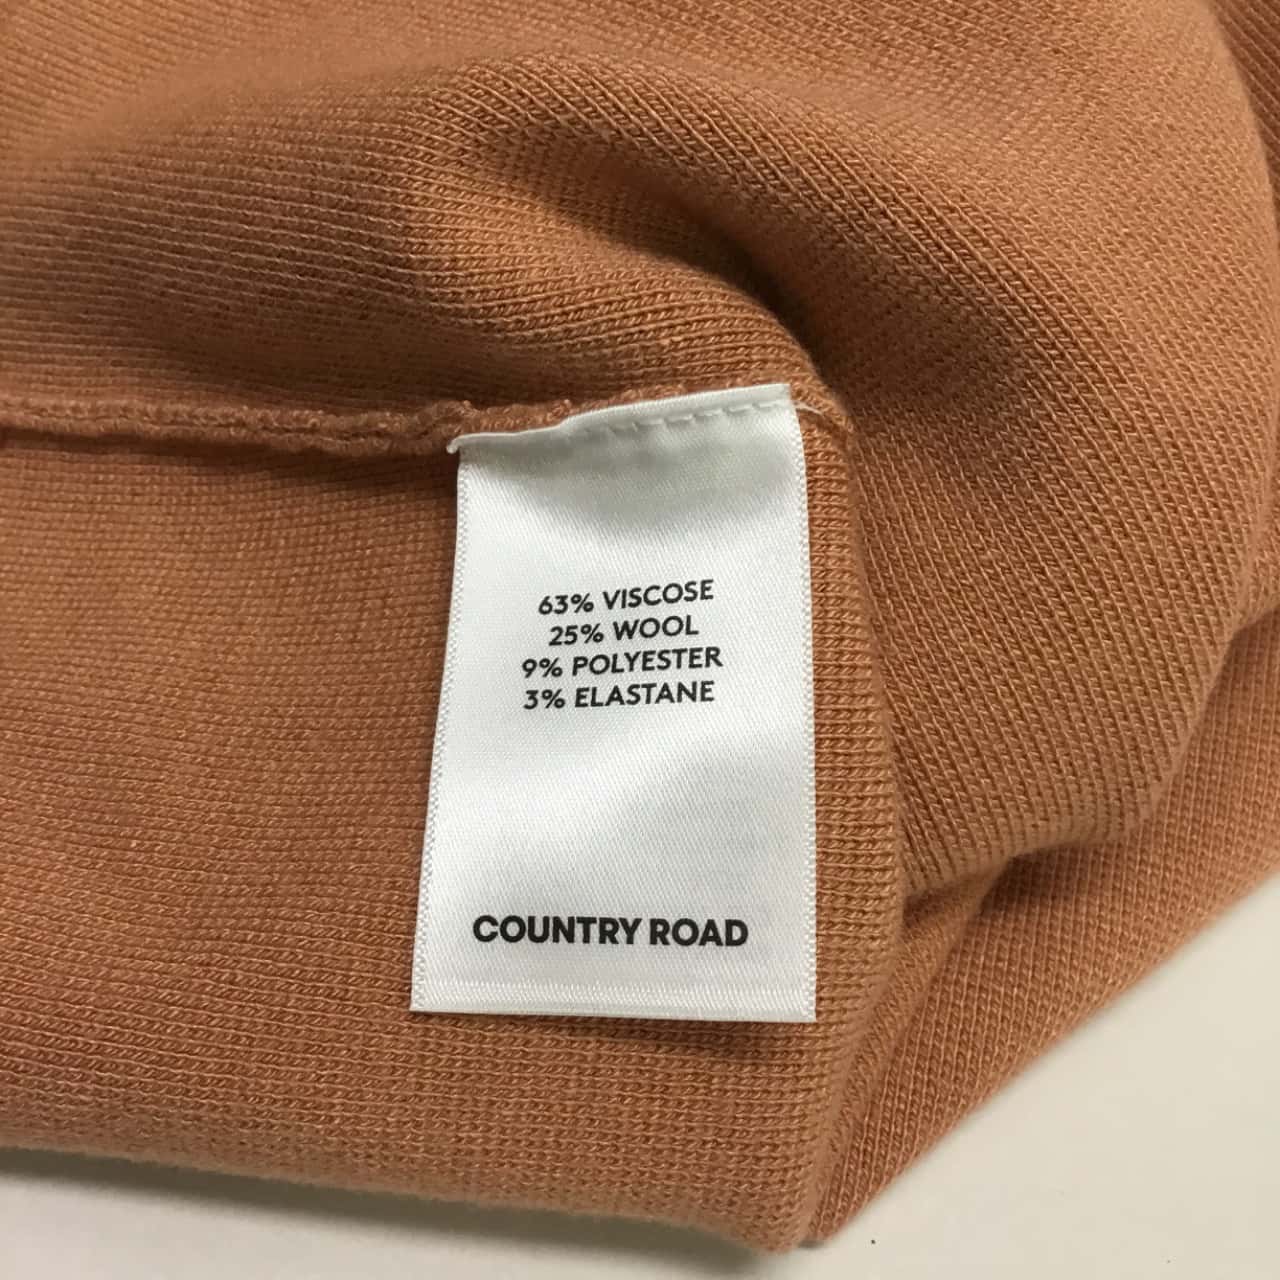 63% VISCOSE
25% WOOL
9% POLYESTER
3% ELASTANE
COUNTRY ROAD